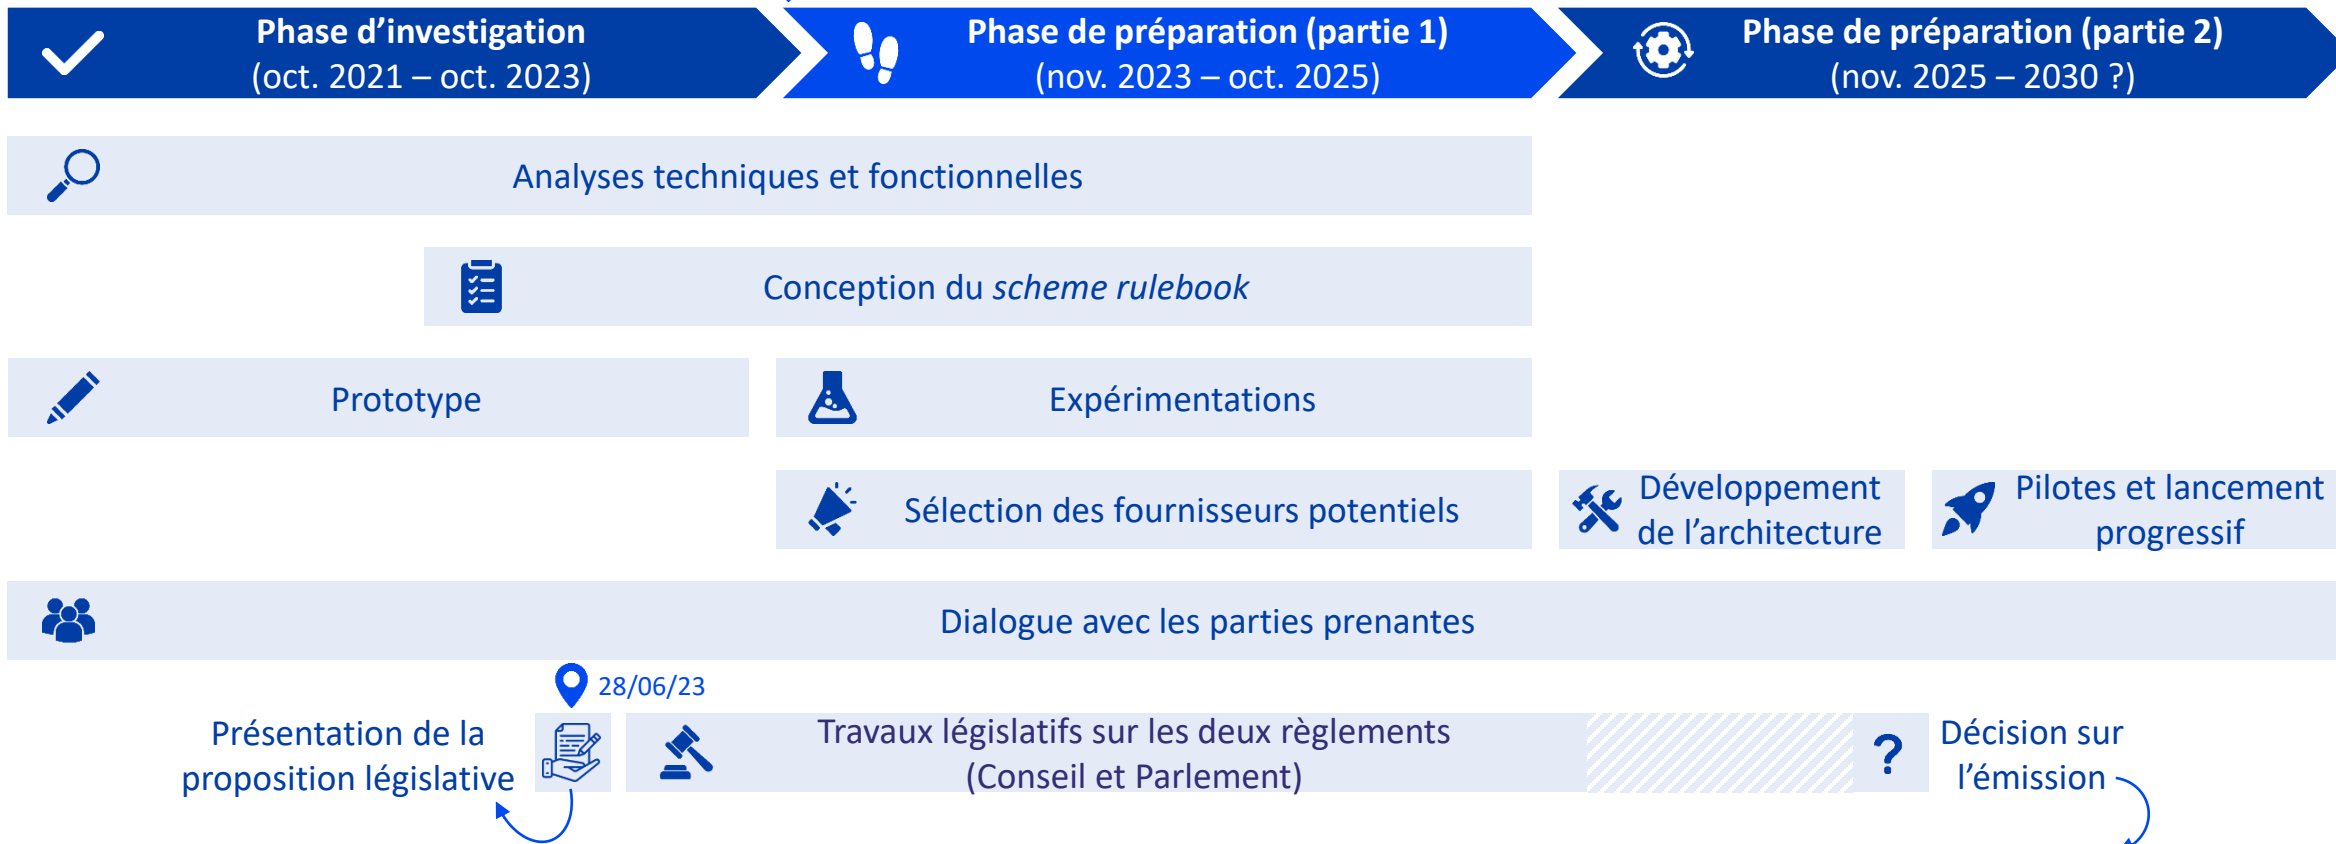 Phase d’investigation
(oct. 2021 – oct. 2023)
Phase de préparation (partie 1)
(nov. 2023 – oct. 2025)
Phase de préparation (partie 2)
(nov. 2025 – 2030 ?)
Analyses techniques et fonctionnelles
Conception du scheme rulebook
Prototype
Expérimentations
Sélection des fournisseurs potentiels
Développement
de l’architecture
Pilotes et lancement
progressif
Dialogue avec les parties prenantes
28/06/23
Présentation de la
proposition législative
Travaux législatifs sur les deux règlements
(Conseil et Parlement)
?
Décision sur
l’émission